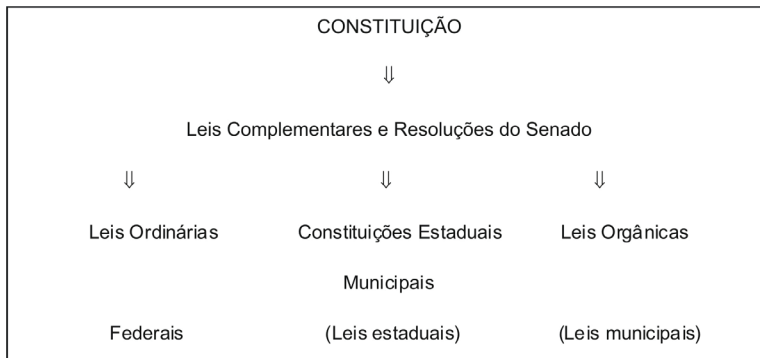 CONSTITUIÇÃO
⇓
Leis Complementares e Resoluções do Senado
⇓ ⇓ ⇓
Leis Ordinárias Constituições Estaduais Leis Orgânicas
Municipais
Federais (Leis estaduais) (Leis municipais)